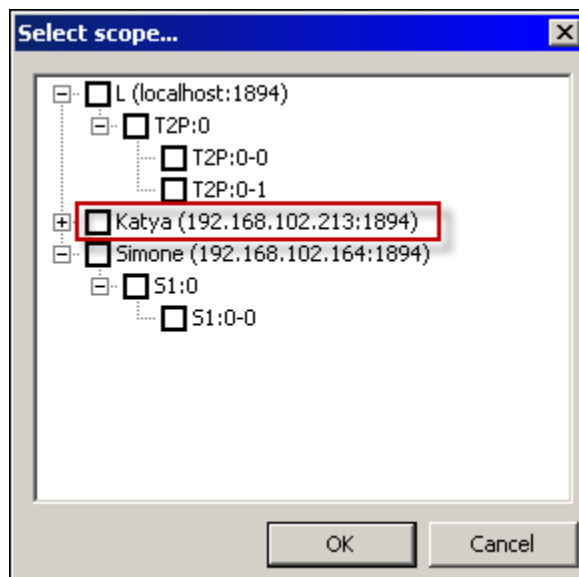 Select scope...
L (localhost:1894)
T2P:0
T2P:0-0
T2P:0-1
Katya (192.168.102.213:1894)
Simone (192.168.102.164:1894)
S1:0
S1:0-0
OK Cancel